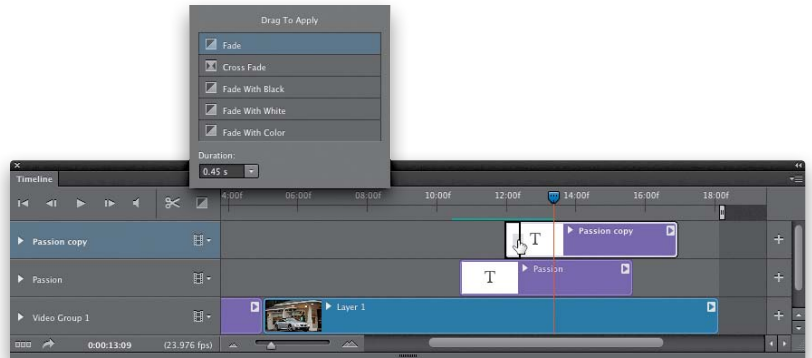 Drag To Apply
Fade
Cross Fade
Fade With Black
Fade With White
Fade With Color
Duration:
0.45 s
Timeline
4:00f 06:00f 08:00f 10:00f 12:00f 14:00f 16:00f 18:00f
Passion copy
T Passion copy
Passion
T Passion
Video Group 1
Layer 1
0:00:13:09 (23.976 fps)